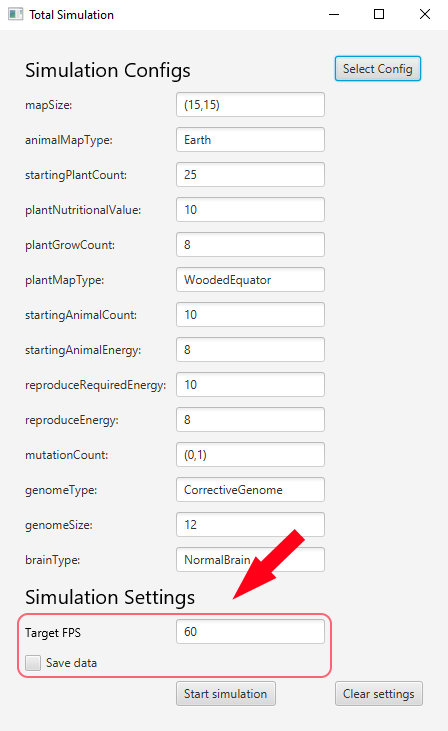 Total Simulation
Simulation Configs Select Config
mapSize: (15,15)
animalMapType: Earth
startingPlantCount: 25
plantNutritionalValue: 10
plantGrowCount: 8
plantMapType: WoodedEquator
startingAnimalCount: 10
startingAnimalEnergy: 8
reproduceRequiredEnergy: 10
reproduceEnergy: 8
mutationCount: (0,1)
genomeType: CorrectiveGenome
genomeSize: 12
brainType: NormalBrain
Simulation Settings
Target FPS 60
Save data
Start simulation Clear settings